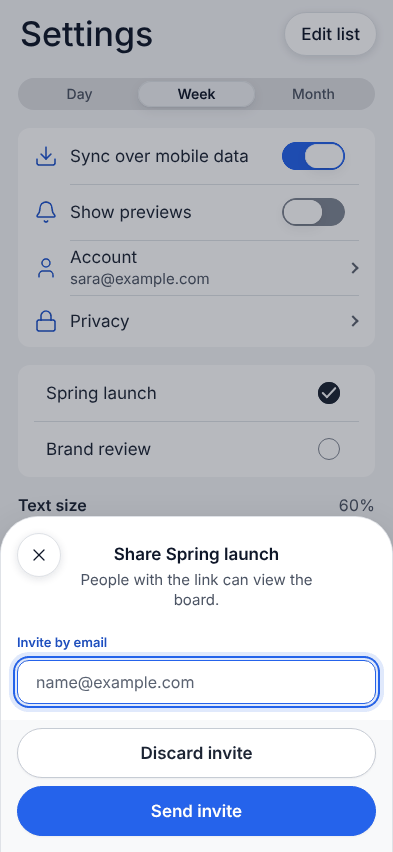 Settings
Edit list
Day
Week
Month
Sync over mobile data
Show previews
Account
sara@example.com
Privacy
Spring launch
Brand review
Text size
60%
Share Spring launch
People with the link can view the
board.
Invite by email
name@example.com
Discard invite
Send invite